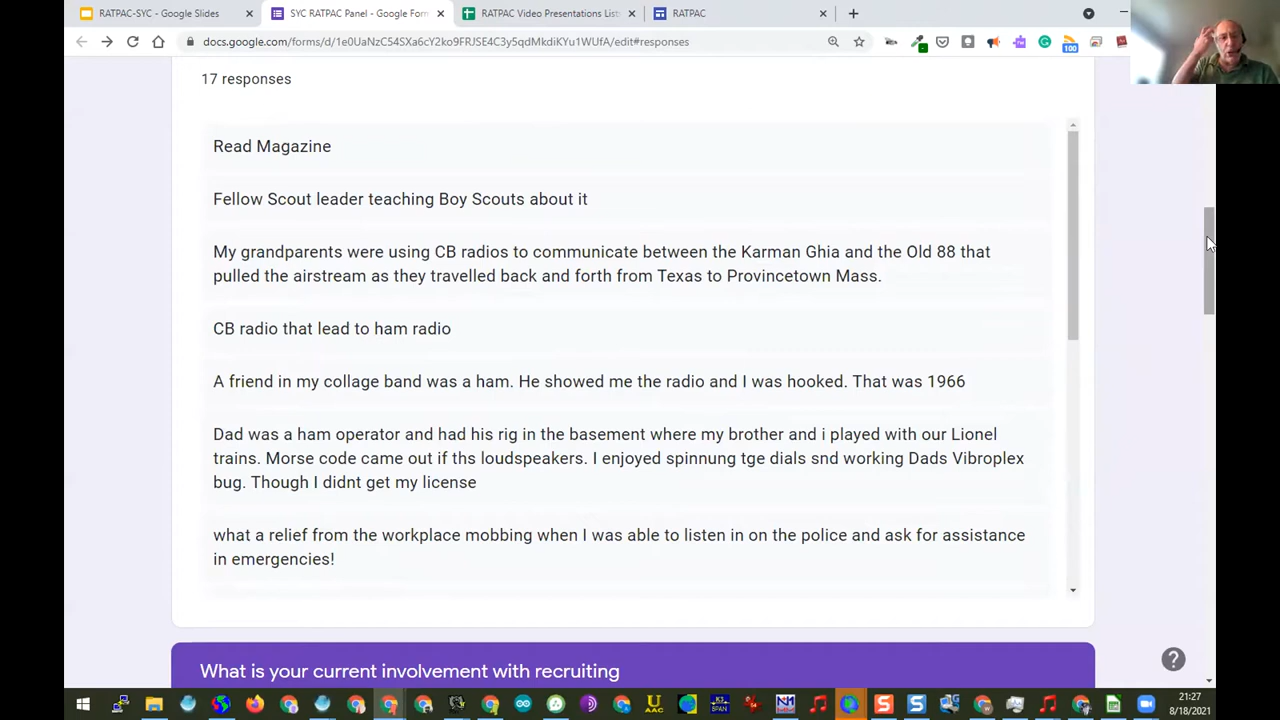 RATPAC-SYC - Google Slides
SYC RATPAC Panel - Google Form
RATPAC Video Presentations List
RATPAC
docs.google.com/forms/d/1e0UaNzC54SXa6cY2ko9FRJSE4C3y5qdMkdiKYu1WUfA/edit#responses
100
17 responses
Read Magazine
Fellow Scout leader teaching Boy Scouts about it
My grandparents were using CB radios to communicate between the Karman Ghia and the Old 88 that
pulled the airstream as they travelled back and forth from Texas to Provincetown Mass.
CB radio that lead to ham radio
A friend in my collage band was a ham. He showed me the radio and I was hooked. That was 1966
Dad was a ham operator and had his rig in the basement where my brother and i played with our Lionel
trains. Morse code came out if ths loudspeakers. I enjoyed spinnung tge dials snd working Dads Vibroplex
bug. Though I didnt get my license
what a relief from the workplace mobbing when I was able to listen in on the police and ask for assistance
in emergencies!
What is your current involvement with recruiting
21:27
8/18/2021